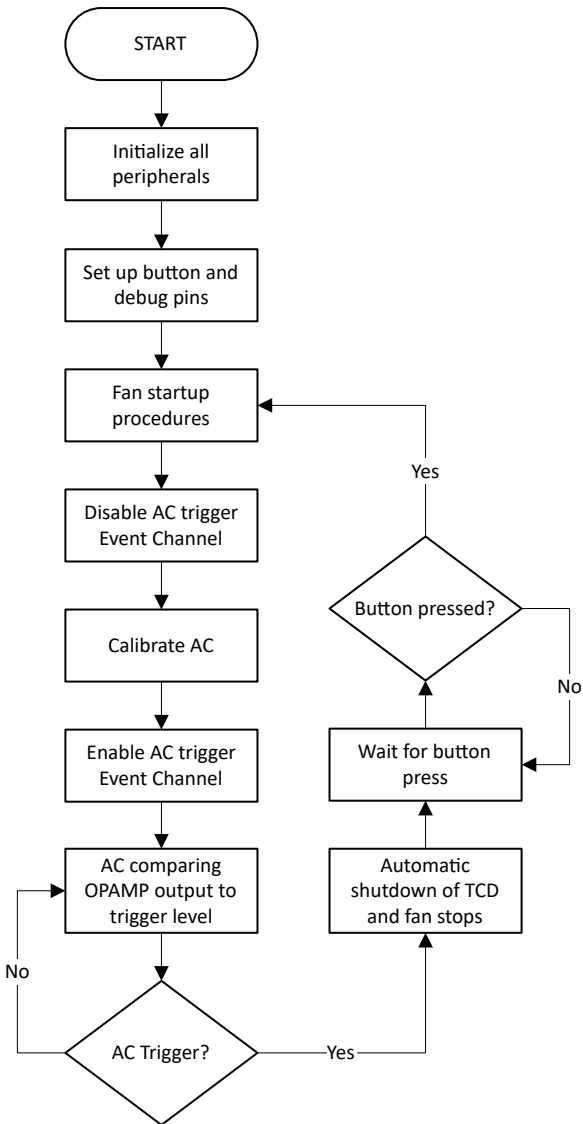 START
Initialize all
peripherals
Set up button and
debug pins
Fan startup
procedures
Disable AC trigger
Event Channel
Calibrate AC
Enable AC trigger
Event Channel
AC comparing
OPAMP output to
trigger level
No
AC Trigger?
Yes
Automatic
shutdown of TCD
and fan stops
Wait for button
press
Button pressed?
No
Yes